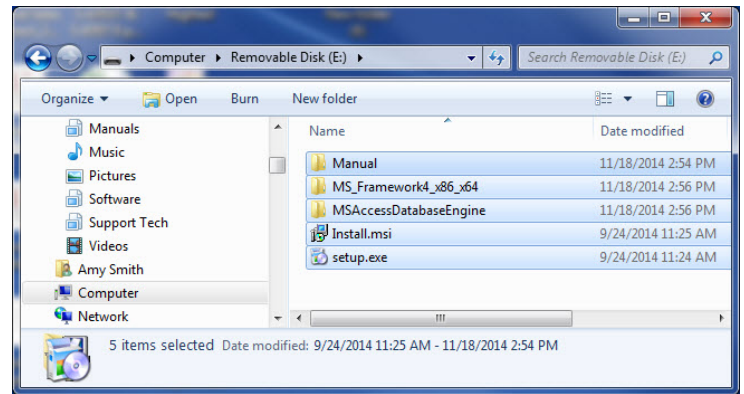 Computer ▸ Removable Disk (E:) ▸ Search Removable Disk (E:)
Organize Open Burn New folder
Manuals
Music
Pictures
Software
Support Tech
Videos
Amy Smith
Computer
Network
Name Date modified
Manual 11/18/2014 2:54 PM
MS_Framework4_x86_x64 11/18/2014 2:56 PM
MSAccessDatabaseEngine 11/18/2014 2:56 PM
Install.msi 9/24/2014 11:25 AM
setup.exe 9/24/2014 11:24 AM
5 items selected Date modified: 9/24/2014 11:25 AM - 11/18/2014 2:54 PM